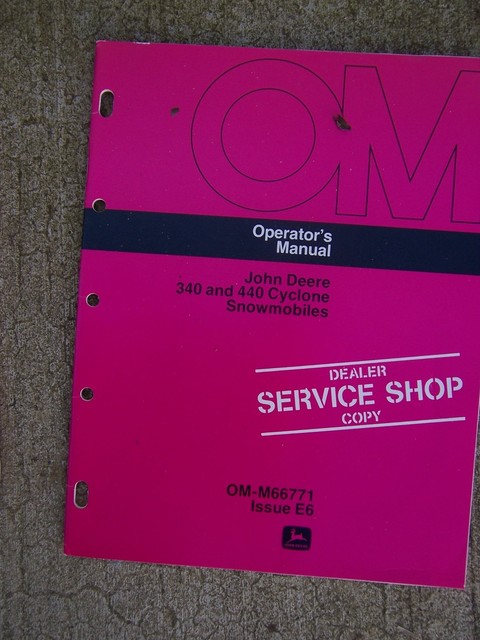 OM
Operator's
Manual
John Deere
340 and 440 Cyclone
Snowmobiles
DEALER
SERVICE SHOP
COPY
OM-M66771
Issue E6